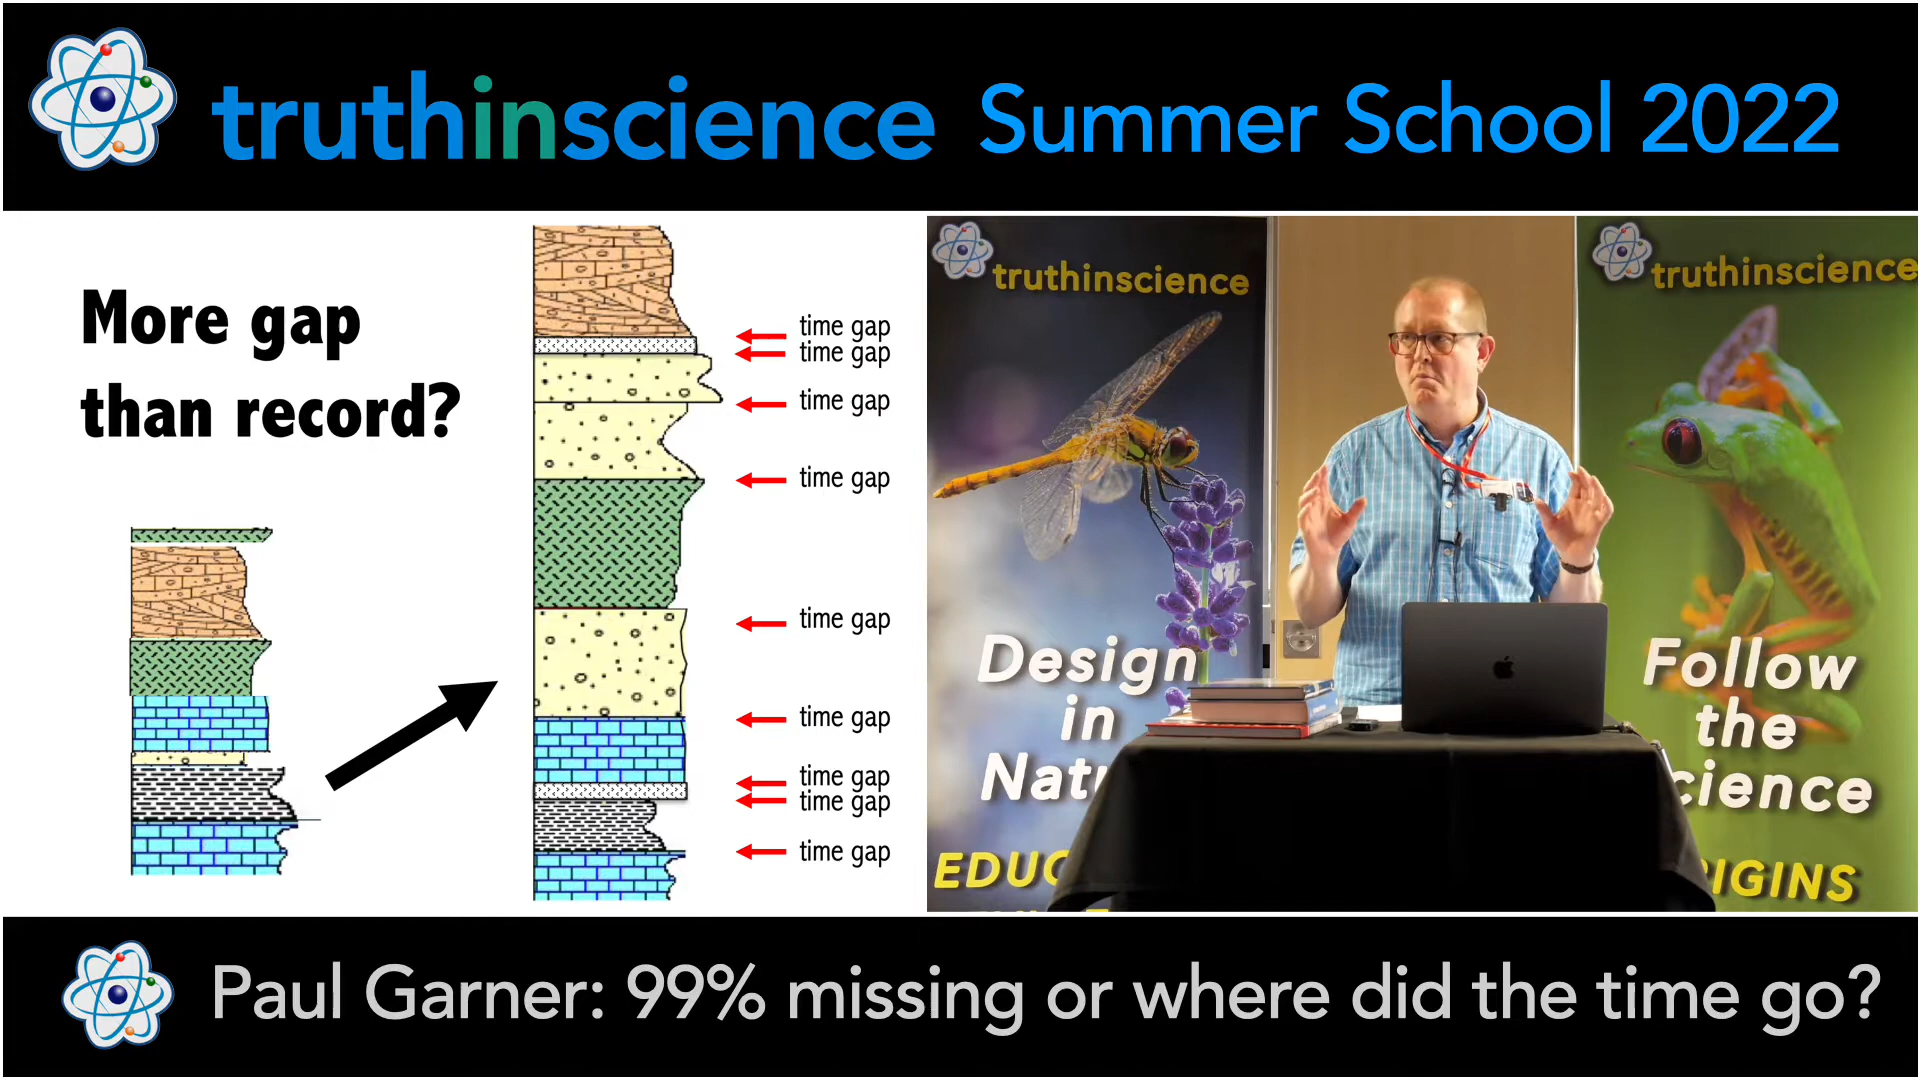 truthinscience Summer School 2022
More gap
than record?
time gap
time gap
time gap
time gap
time gap
time gap
time gap
time gap
time gap
truthinscience
Design
in
EDUC
truthinscience
Follow
the
cience
IGINS
Paul Garner: 99% missing or where did the time go?